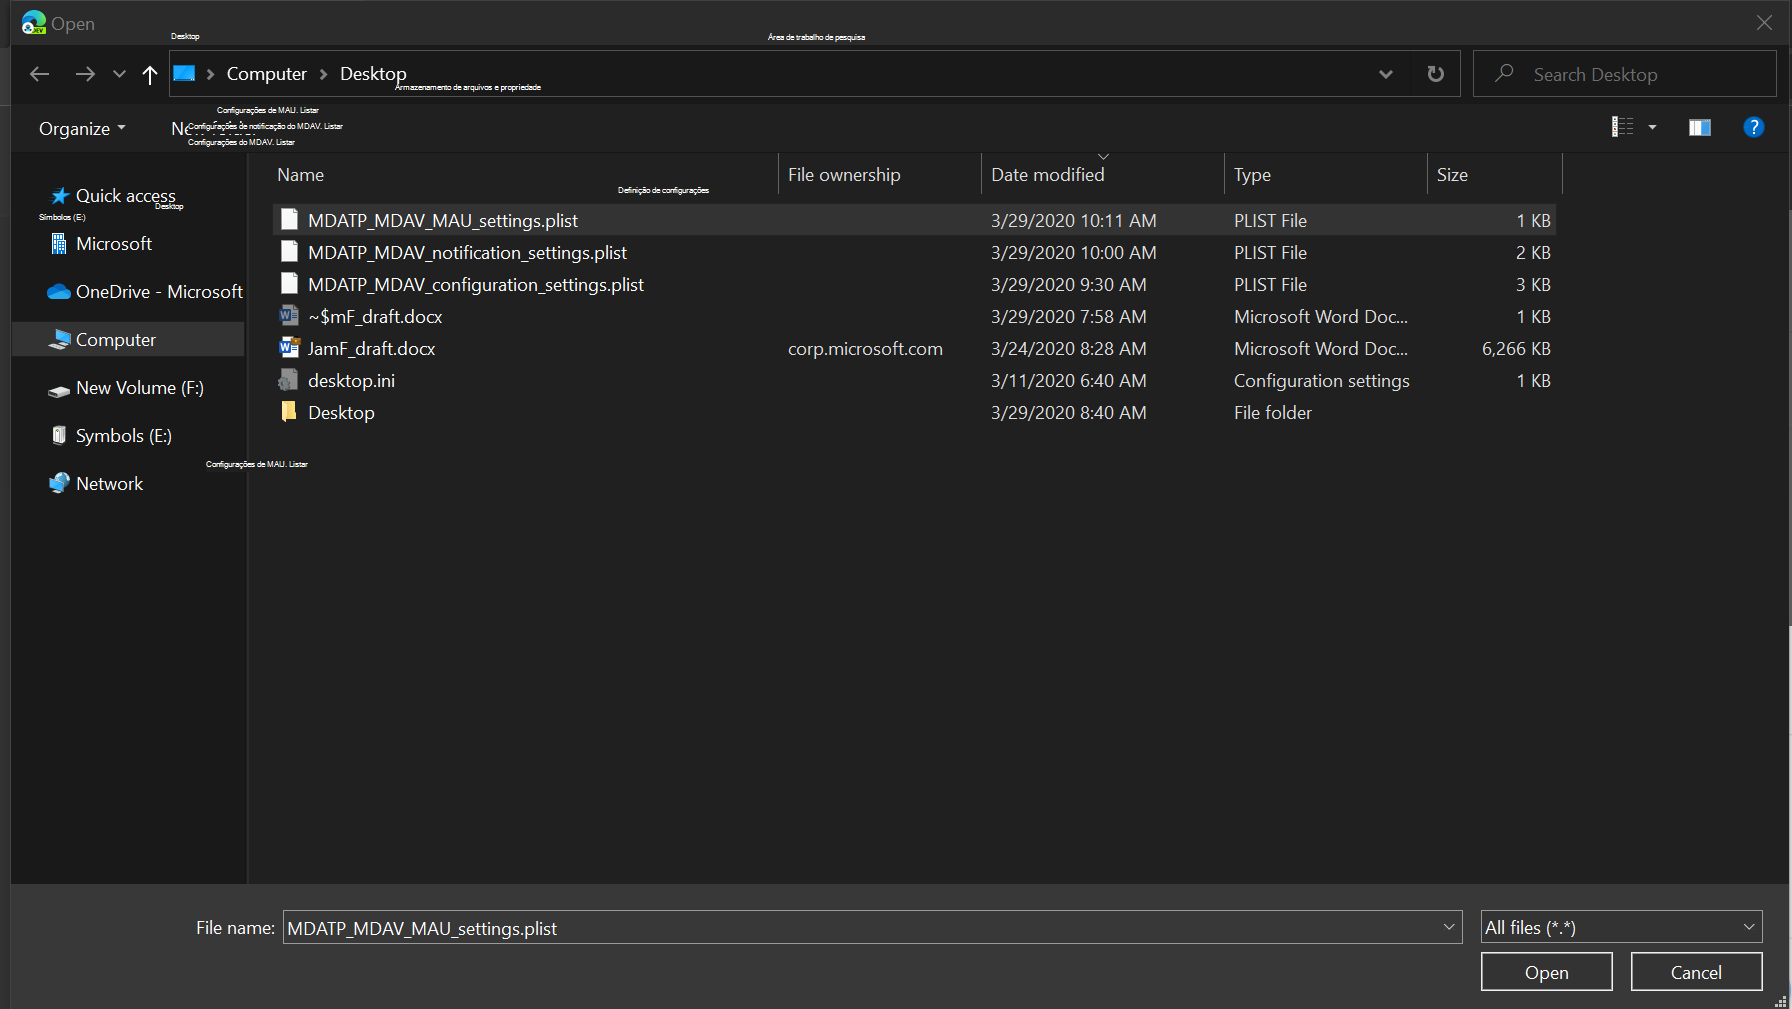 Open
Desktop
Área de trabalho de pesquisa
Computer
Desktop
Search Desktop
Armazenamento de arquivos e propriedade
Configurações de MAU. Listar
Organize
Configurações de notificação do MDAV. Listar
Configurações do MDAV. Listar
Name
File ownership
Date modified
Type
Size
Definição de configurações
Quick access
Desktop
Símbolos (E:)
Microsoft
OneDrive - Microsoft
Computer
New Volume (F:)
Symbols (E:)
Configurações de MAU. Listar
Network
MDATP_MDAV_MAU_settings.plist 3/29/2020 10:11 AM PLIST File 1 KB
MDATP_MDAV_notification_settings.plist 3/29/2020 10:00 AM PLIST File 2 KB
MDATP_MDAV_configuration_settings.plist 3/29/2020 9:30 AM PLIST File 3 KB
~$mF_draft.docx 3/29/2020 7:58 AM Microsoft Word Doc... 1 KB
JamF_draft.docx corp.microsoft.com 3/24/2020 8:28 AM Microsoft Word Doc... 6,266 KB
desktop.ini 3/11/2020 6:40 AM Configuration settings 1 KB
Desktop 3/29/2020 8:40 AM File folder
File name: MDATP_MDAV_MAU_settings.plist
All files (*.*)
Open
Cancel